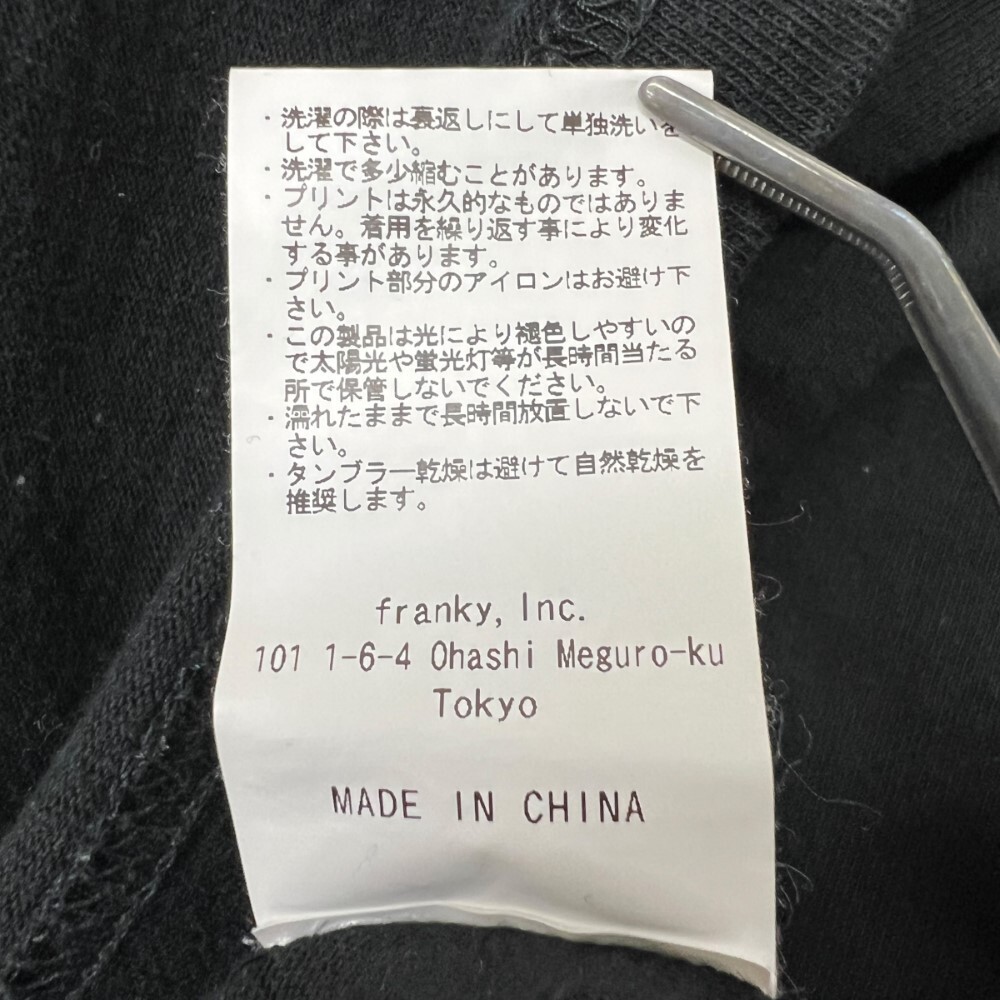 ・洗濯の際は裏返しにして単独洗いを
して下さい。
・洗濯で多少縮むことがあります。
・プリントは永久的なものではありま
せん。着用を繰り返す事により変化
する事があります。
・プリント部分のアイロンはお避け下
さい。
・この製品は光により褪色しやすいの
で太陽光や蛍光灯等が長時間当たる
所で保管しないでください。
・濡れたままで長時間放置しないで下
さい。
・タンブラー乾燥は避けて自然乾燥を
推奨します。
franky, Inc.
101 1-6-4 Ohashi Meguro-ku
Tokyo
MADE IN CHINA